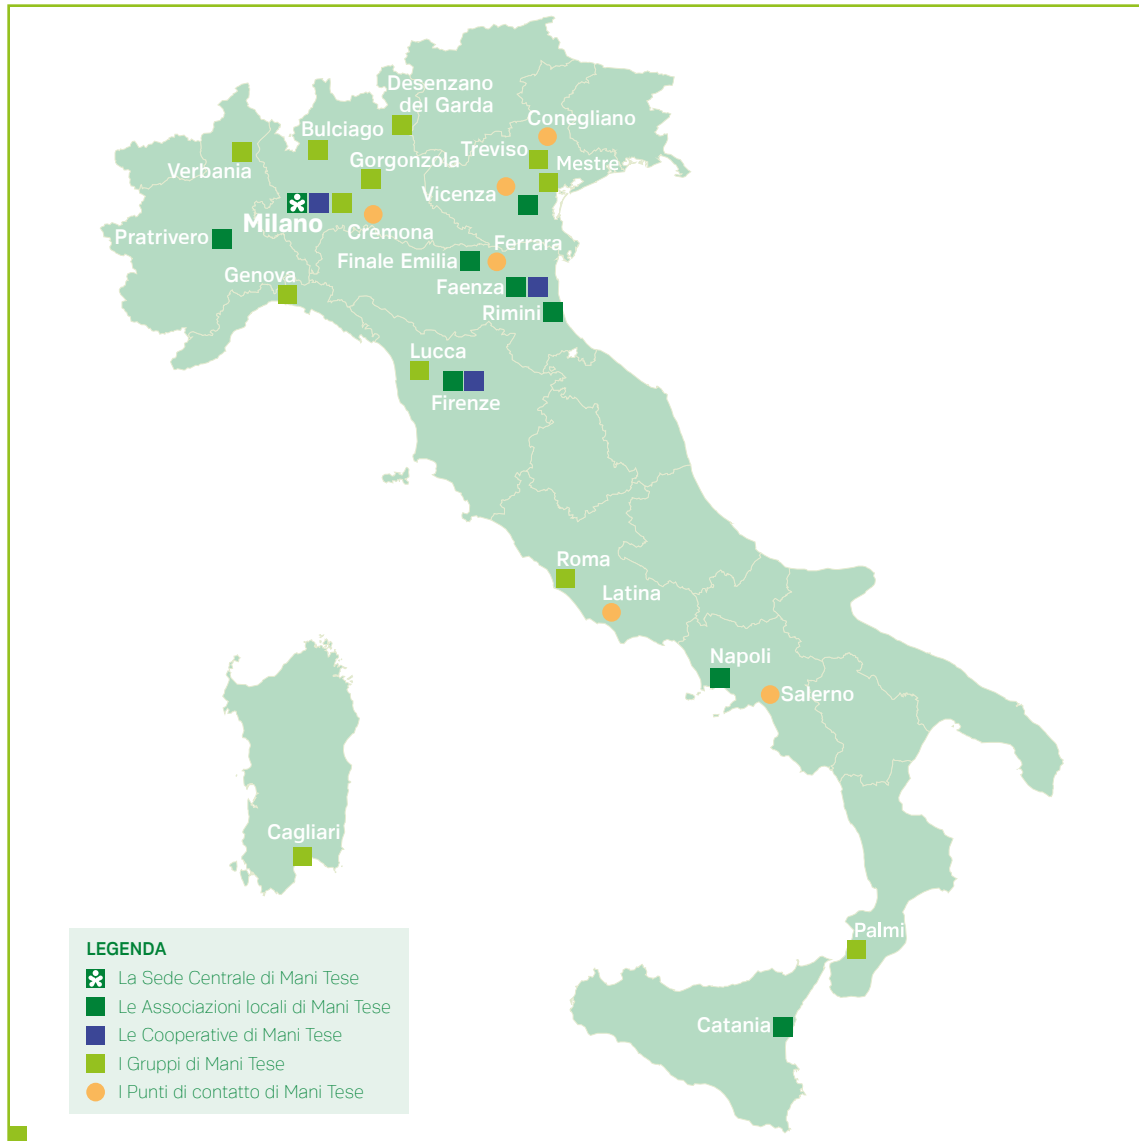 Desenzano
del Garda
Conegliano
Bulciago
Treviso
Gorgonzola
Mestre
Verbania
Vicenza
Milano
Cremona
Pratrivero
Ferrara
Finale Emilia
Genova
Faenza
Rimini
Lucca
Firenze
Roma
Latina
Napoli
Salerno
Cagliari
Palmi
Catania
LEGENDA
La Sede Centrale di Mani Tese
Le Associazioni locali di Mani Tese
Le Cooperative di Mani Tese
I Gruppi di Mani Tese
I Punti di contatto di Mani Tese